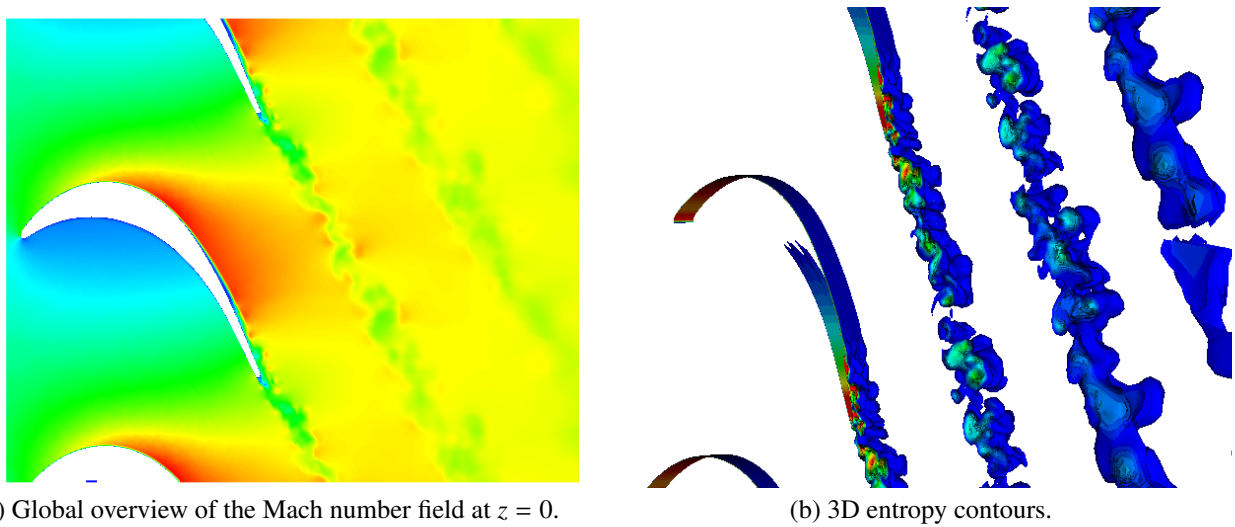 ) Global overview of the Mach number field at z = 0.
(b) 3D entropy contours.